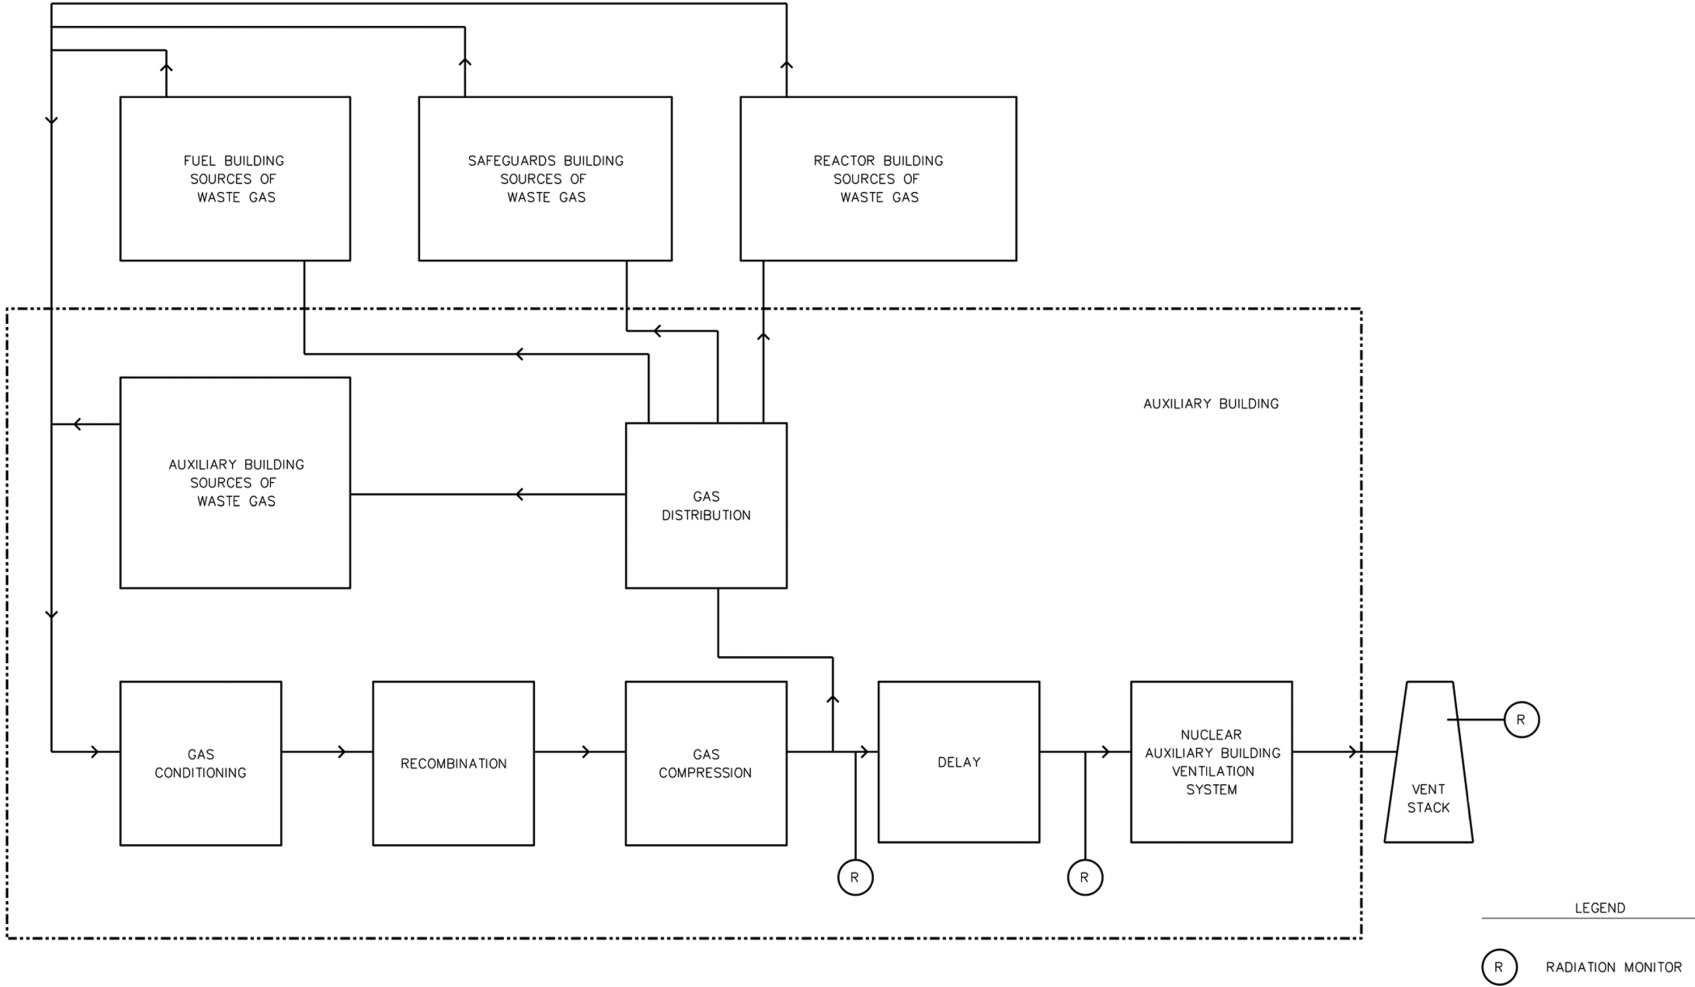 FUEL BUILDING
SOURCES OF
WASTE GAS
SAFEGUARDS BUILDING
SOURCES OF
WASTE GAS
REACTOR BUILDING
SOURCES OF
WASTE GAS
AUXILIARY BUILDING
AUXILIARY BUILDING
SOURCES OF
WASTE GAS
GAS
DISTRIBUTION
GAS
CONDITIONING
RECOMBINATION
GAS
COMPRESSION
DELAY
NUCLEAR
AUXILIARY BUILDING
VENTILATION
SYSTEM
VENT
STACK
R
R
R
LEGEND
R RADIATION MONITOR